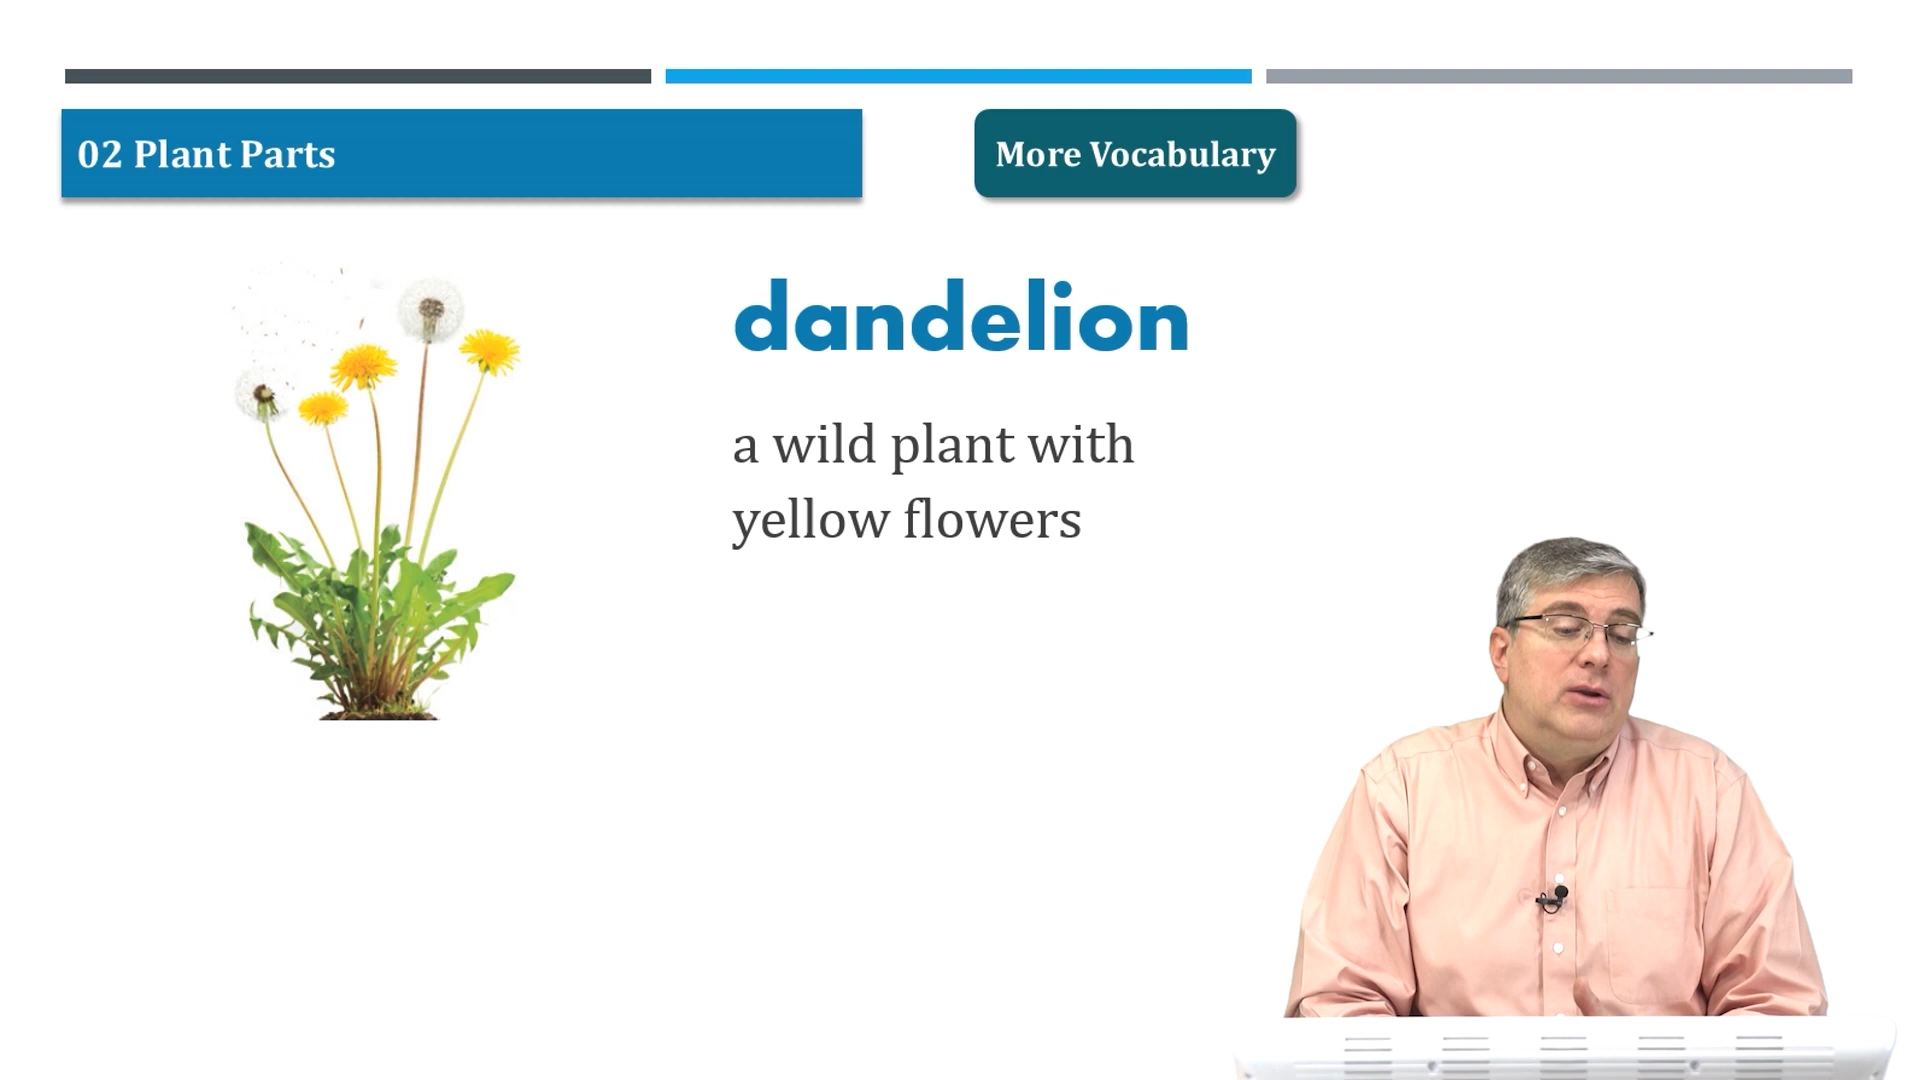 02 Plant Parts
More Vocabulary
dandelion
a wild plant with
yellow flowers